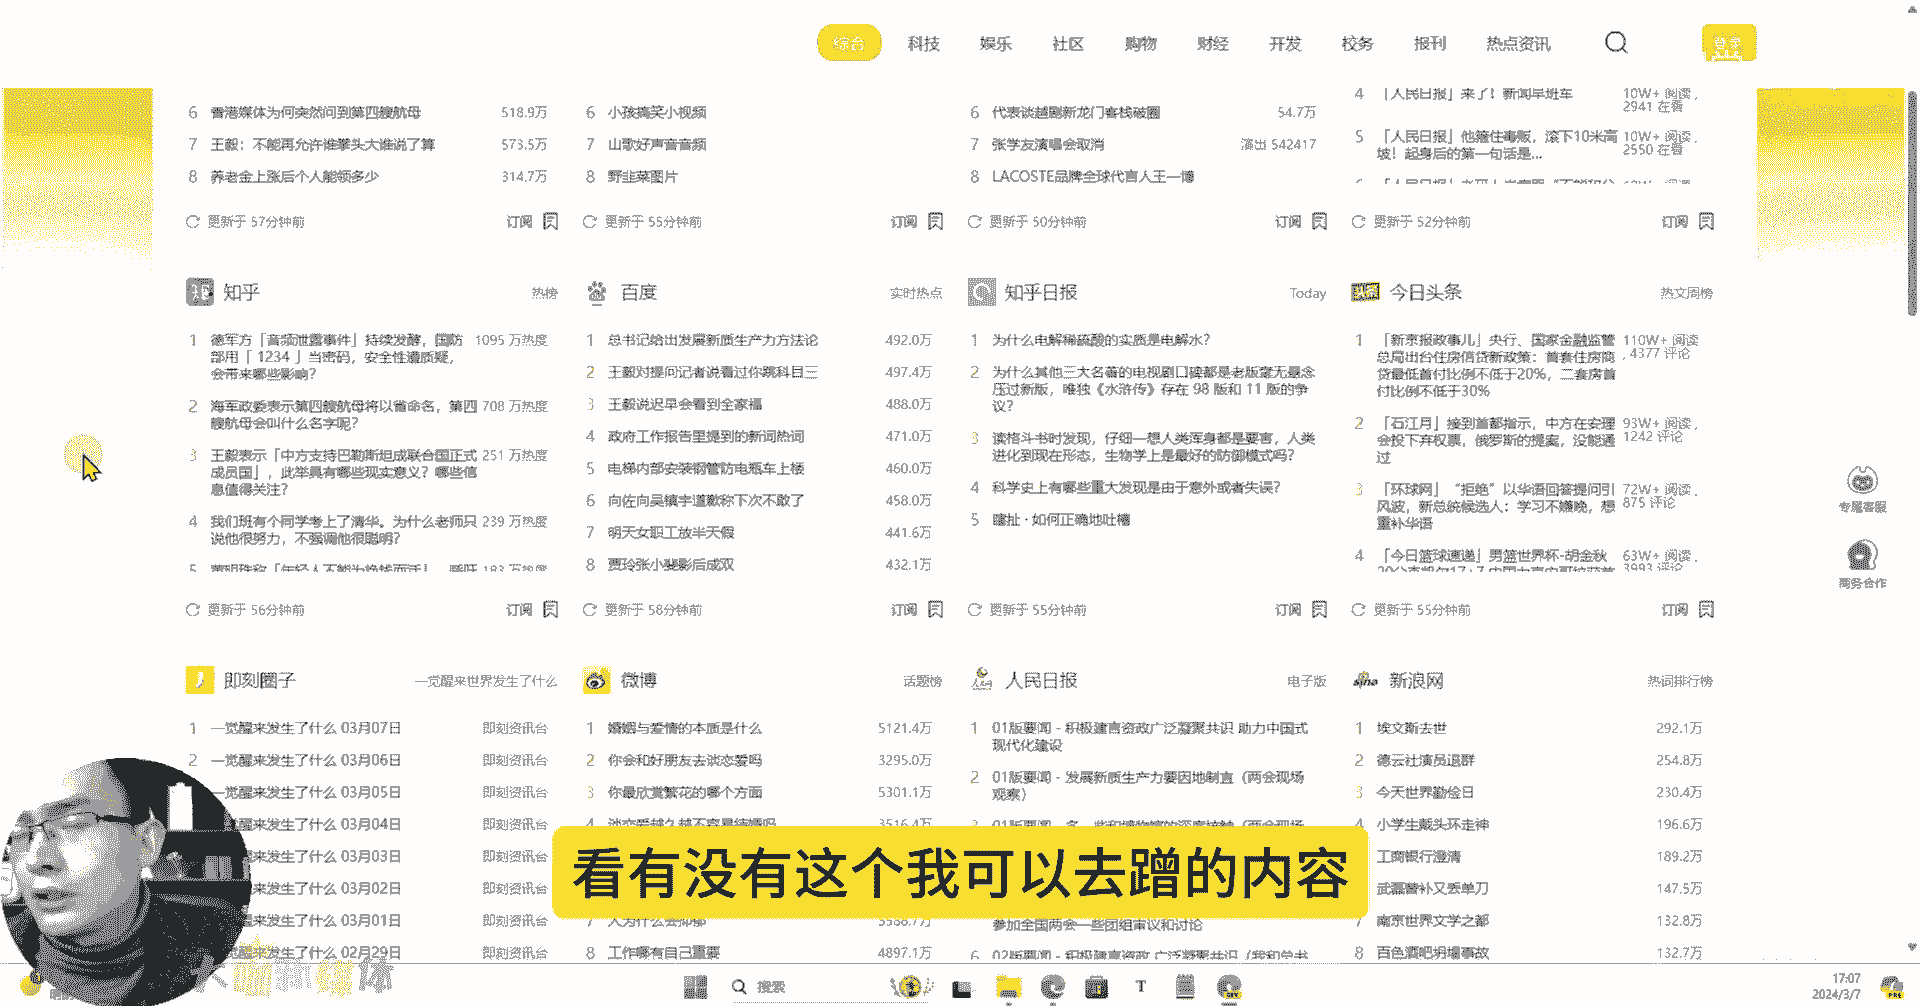 综合 科技 娱乐 社区 购物 财经 开发 校务 报刊 热点资讯 登录
6 香港媒体为何突然问到第四艘航母 518.9万
7 王毅：不能再允许谁拳头大谁说了算 573.5万
8 养老金上涨后个人能领多少 314.7万
更新于 57分钟前 订阅
6 小孩搞笑小视频
7 山歌好声音音频
8 野韭菜图片
更新于 55分钟前 订阅
6 代表谈越剧新龙门客栈破圈 54.7万
7 张学友演唱会取消 演出 542417
8 LACOSTE品牌全球代言人王一博
更新于 50分钟前 订阅
4 「人民日报」来了！新闻早班车 10W+ 阅读，
2941 在看
5 「人民日报」他箍住毒贩，滚下10米高 10W+ 阅读，
坡！起身后的第一句话是... 2550 在看
更新于 52分钟前 订阅
知乎 热榜
1 德军方「音频泄露事件」持续发酵，国防 1095 万热度
部用「 1234 」当密码，安全性遭质疑，
会带来哪些影响？
2 海军政委表示第四艘航母将以省命名，第四 708 万热度
艘航母会叫什么名字呢？
3 王毅表示「中方支持巴勒斯坦成联合国正式 251 万热度
成员国」，此举具有哪些现实意义？哪些信
息值得关注？
4 我们班有个同学考上了清华。为什么老师只 239 万热度
说他很努力，不强调他很聪明？
更新于 56分钟前 订阅
百度 实时热点
1 总书记给出发展新质生产力方法论 492.0万
2 王毅对提问记者说看过你跳科目三 497.4万
3 王毅说迟早会看到全家福 488.0万
4 政府工作报告里提到的新词热词 471.0万
5 电梯内部安装钢管防电瓶车上楼 460.0万
6 向佐向吴镇宇道歉称下次不敢了 458.0万
7 明天女职工放半天假 441.6万
8 贾玲张小斐影后成双 432.1万
更新于 58分钟前 订阅
知乎日报 Today
1 为什么电解稀硫酸的实质是电解水？
2 为什么其他三大名著的电视剧口碑都是老版毫无悬念
压过新版，唯独《水浒传》存在 98 版和 11 版的争
议？
3 读格斗书时发现，仔细一想人类浑身都是要害，人类
进化到现在形态，生物学上是最好的防御模式吗？
4 科学史上有哪些重大发现是由于意外或者失误？
5 瞎扯 · 如何正确地吐槽
更新于 55分钟前 订阅
今日头条 热文周榜
1 「新京报政事儿」央行、国家金融监管 110W+ 阅读
总局出台住房信贷新政策：首套住房商 , 4377 评论
贷最低首付比例不低于20%，二套房首
付比例不低于30%
2 「石江月」接到首都指示，中方在安理 93W+ 阅读，
会投下弃权票，俄罗斯的提案，没能通 1242 评论
过
3 「环球网」“拒绝”以华语回答提问引 72W+ 阅读，
风波，新总统候选人：学习不嫌晚，想 875 评论
重补华语
4 「今日篮球速递」男篮世界杯-胡金秋 63W+ 阅读，
3993 评论
更新于 55分钟前 订阅
专属客服
商务合作
即刻圈子 一觉醒来世界发生了什么
1 一觉醒来发生了什么 03月07日 即刻资讯台
2 一觉醒来发生了什么 03月06日 即刻资讯台
觉醒来发生了什么 03月05日 即刻资讯台
觉醒来发生了什么 03月04日 即刻资讯台
觉醒来发生了什么 03月03日 即刻资讯台
醒来发生了什么 03月02日 即刻资讯台
觉醒来发生了什么 03月01日 即刻资讯台
觉醒来发生了什么 02月29日 即刻资讯台
微博 话题榜
1 婚姻与爱情的本质是什么 5121.4万
2 你会和好朋友去谈恋爱吗 3295.0万
3 你最欣赏繁花的哪个方面 5301.1万
4 谈恋爱越久越不容易结婚吗 3516.4万
7 人为什么会抑郁 5588.7万
8 工作哪有自己重要 4897.1万
人民日报 电子版
1 01版要闻 - 积极建言资政广泛凝聚共识 助力中国式
现代化建设
2 01版要闻 - 发展新质生产力要因地制宜（两会现场
观察）
参加全国两会一些团组审议和讨论
新浪网 热词排行榜
1 埃文斯去世 292.1万
2 德云社演员退群 254.8万
3 今天世界勤俭日 230.4万
4 小学生戴头环走神 196.6万
工商银行澄清 189.2万
武磊替补又丢单刀 147.5万
7 南京世界文学之都 132.8万
8 百色酒吧坍塌事故 132.7万
看有没有这个我可以去蹭的内容
搜索
17:07
2024/3/7